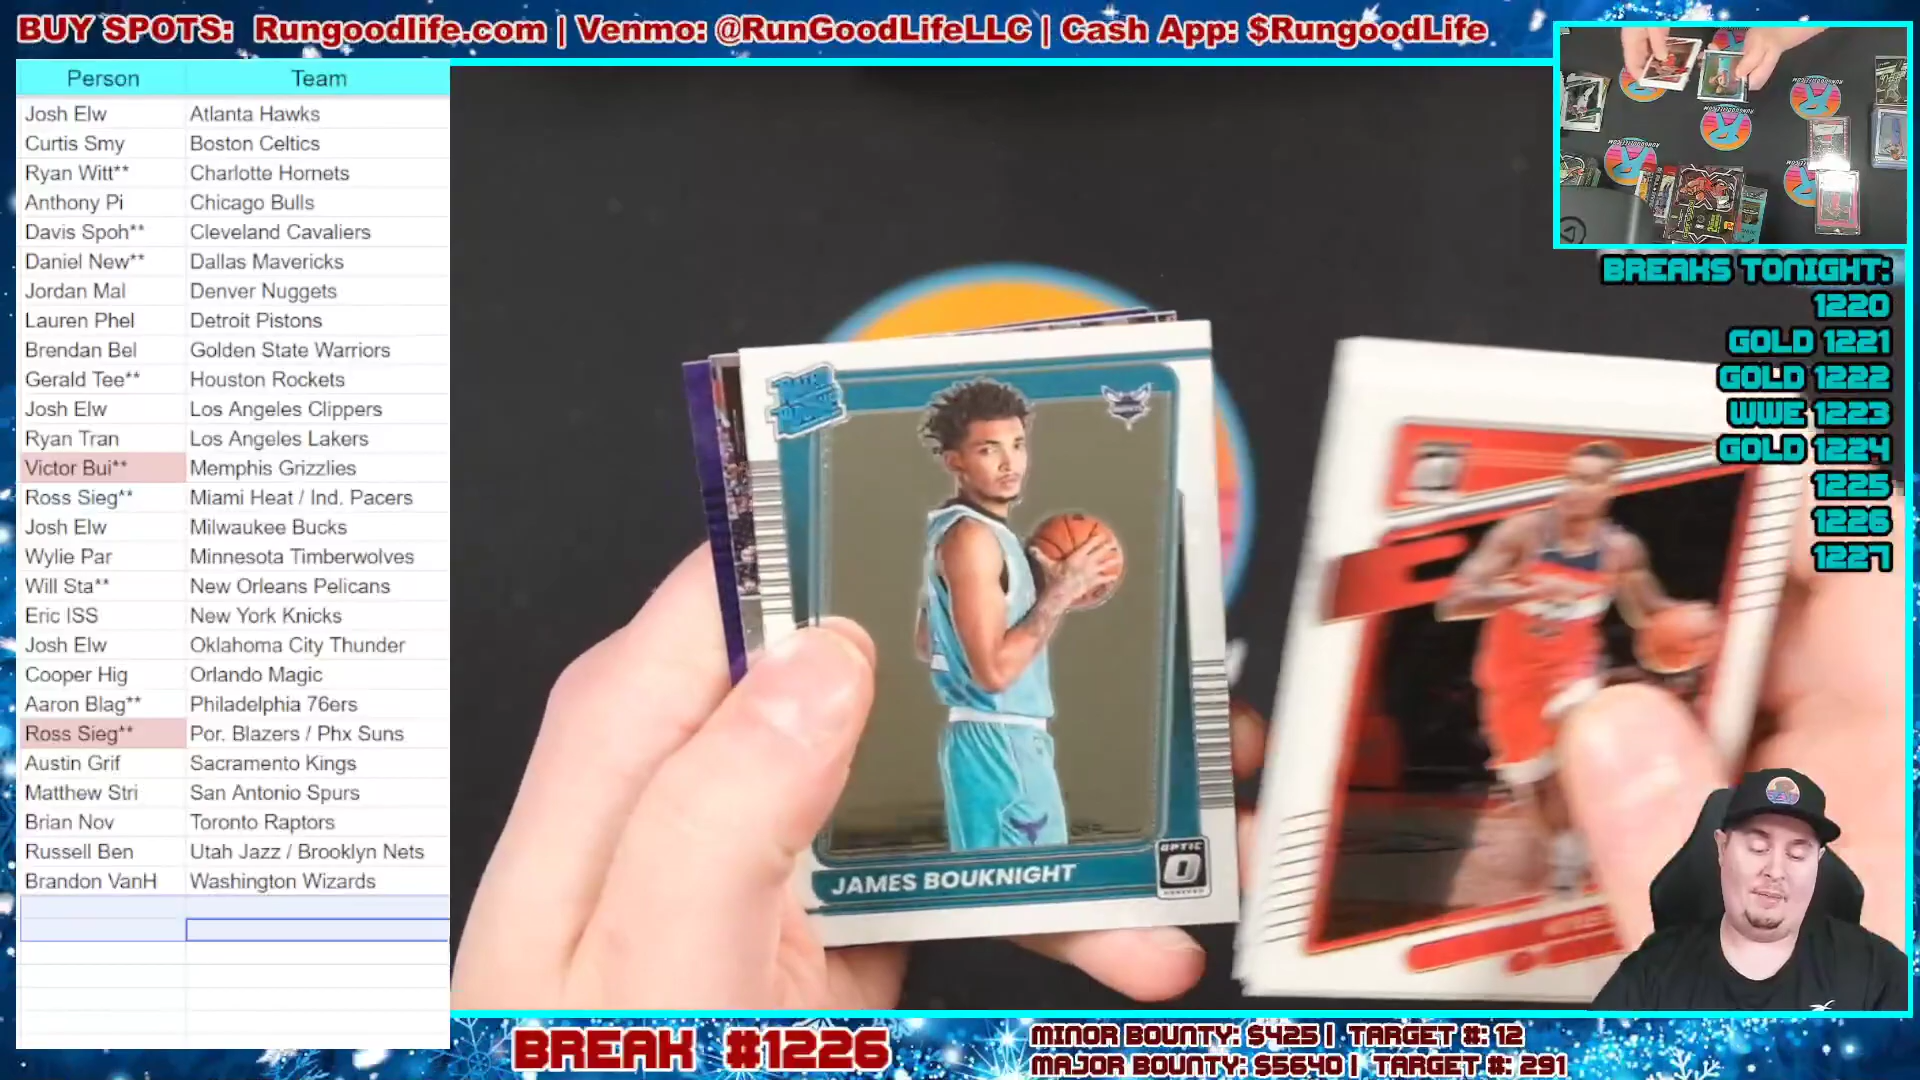 BUY SPOTS: Rungoodlife.com | Venmo: @RunGoodLifeLLC | Cash App: $RungoodLife
Person Team
Josh Elw Atlanta Hawks
Curtis Smy Boston Celtics
Ryan Witt** Charlotte Hornets
Anthony Pi Chicago Bulls
Davis Spoh** Cleveland Cavaliers
Daniel New** Dallas Mavericks
Jordan Mal Denver Nuggets
Lauren Phel Detroit Pistons
Brendan Bel Golden State Warriors
Gerald Tee** Houston Rockets
Josh Elw Los Angeles Clippers
Ryan Tran Los Angeles Lakers
Victor Bui** Memphis Grizzlies
Ross Sieg** Miami Heat / Ind. Pacers
Josh Elw Milwaukee Bucks
Wylie Par Minnesota Timberwolves
Will Sta** New Orleans Pelicans
Eric ISS New York Knicks
Josh Elw Oklahoma City Thunder
Cooper Hig Orlando Magic
Aaron Blag** Philadelphia 76ers
Ross Sieg** Por. Blazers / Phx Suns
Austin Grif Sacramento Kings
Matthew Stri San Antonio Spurs
Brian Nov Toronto Raptors
Russell Ben Utah Jazz / Brooklyn Nets
Brandon VanH Washington Wizards
JAMES BOUKNIGHT
OPTIC
BREAKS TONIGHT:
1220
GOLD 1221
GOLD 1222
WWE 1223
GOLD 1224
1225
1226
1227
BREAK #1226
MINOR BOUNTY: $425 | TARGET #: 12
MAJOR BOUNTY: $5640 | TARGET #: 291